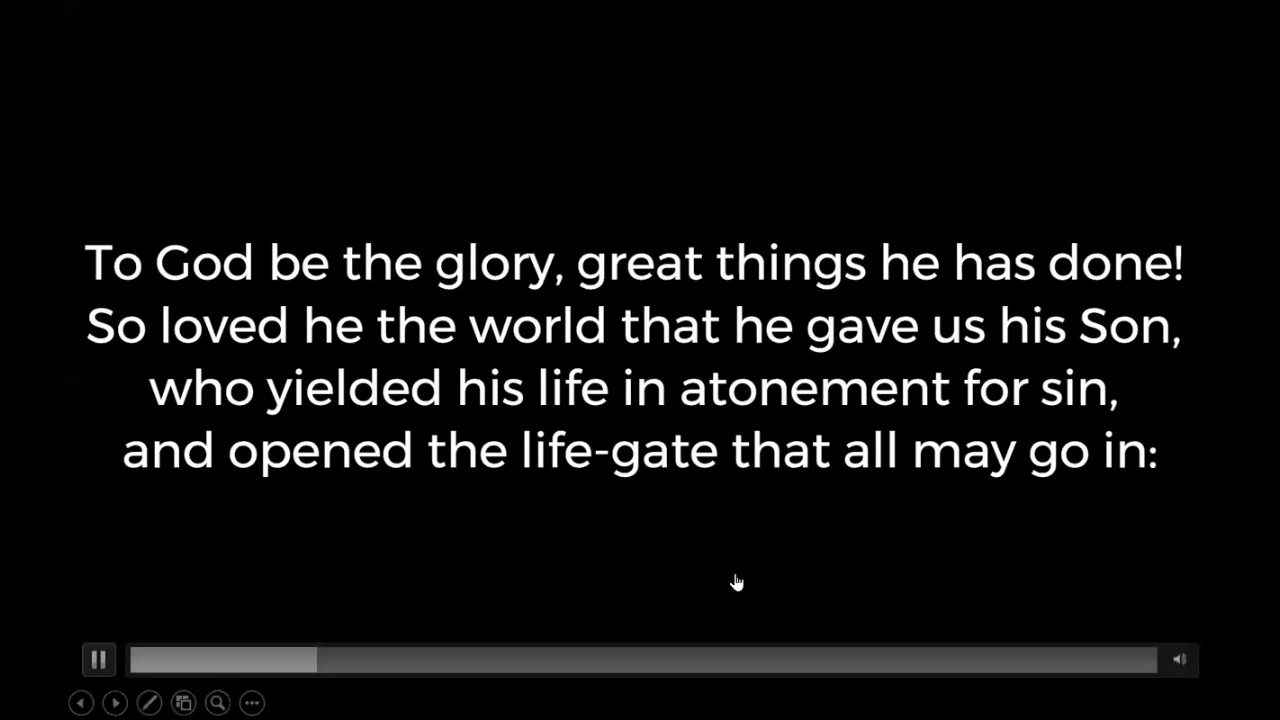 To God be the glory, great things he has done!
So loved he the world that he gave us his Son,
who yielded his life in atonement for sin,
and opened the life-gate that all may go in: